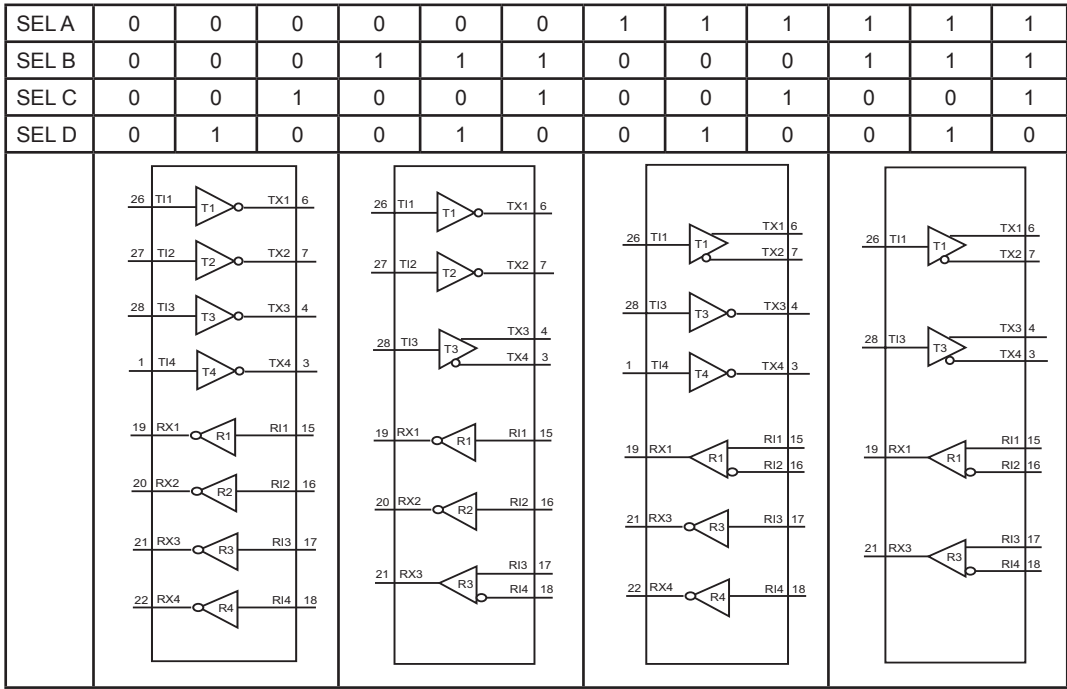 SEL A 0 0 0 0 0 0 1 1 1 1 1 1
SEL B 0 0 0 1 1 1 0 0 0 1 1 1
SEL C 0 0 1 0 0 1 0 0 1 0 0 1
SEL D 0 1 0 0 1 0 0 1 0 0 1 0
26 TI1 T1 TX1 6
27 TI2 T2 TX2 7
28 TI3 T3 TX3 4
1 TI4 T4 TX4 3
19 RX1 R1 RI1 15
20 RX2 R2 RI2 16
21 RX3 R3 RI3 17
22 RX4 R4 RI4 18
26 TI1 T1 TX1 6
27 TI2 T2 TX2 7
TX3 4
28 TI3 T3
TX4 3
19 RX1 R1 RI1 15
20 RX2 R2 RI2 16
RI3 17
21 RX3 R3
RI4 18
TX1 6
26 TI1 T1
TX2 7
28 TI3 T3 TX3 4
1 TI4 T4 TX4 3
RI1 15
19 RX1 R1
RI2 16
21 RX3 R3 RI3 17
22 RX4 R4 RI4 18
TX1 6
26 TI1 T1
TX2 7
TX3 4
28 TI3 T3
TX4 3
RI1 15
19 RX1 R1
RI2 16
RI3 17
21 RX3 R3
RI4 18